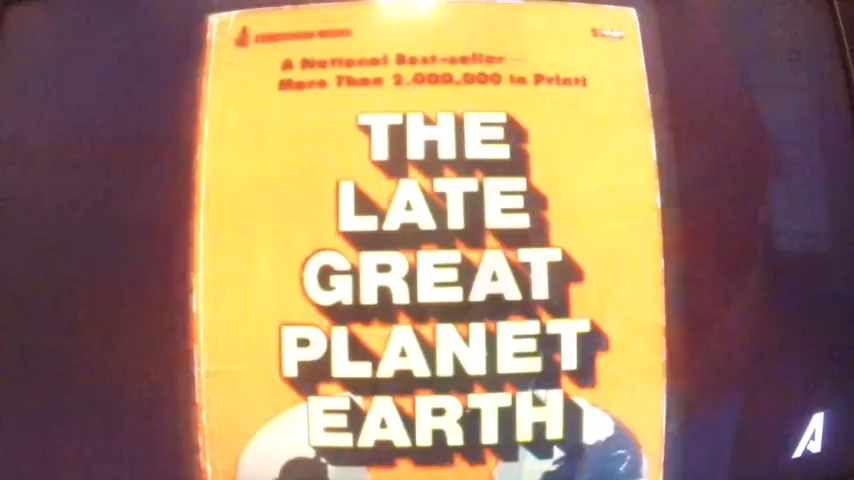 A National Best-seller—
More Than 2,000,000 in Print!
THE
LATE
GREAT
PLANET
EARTH